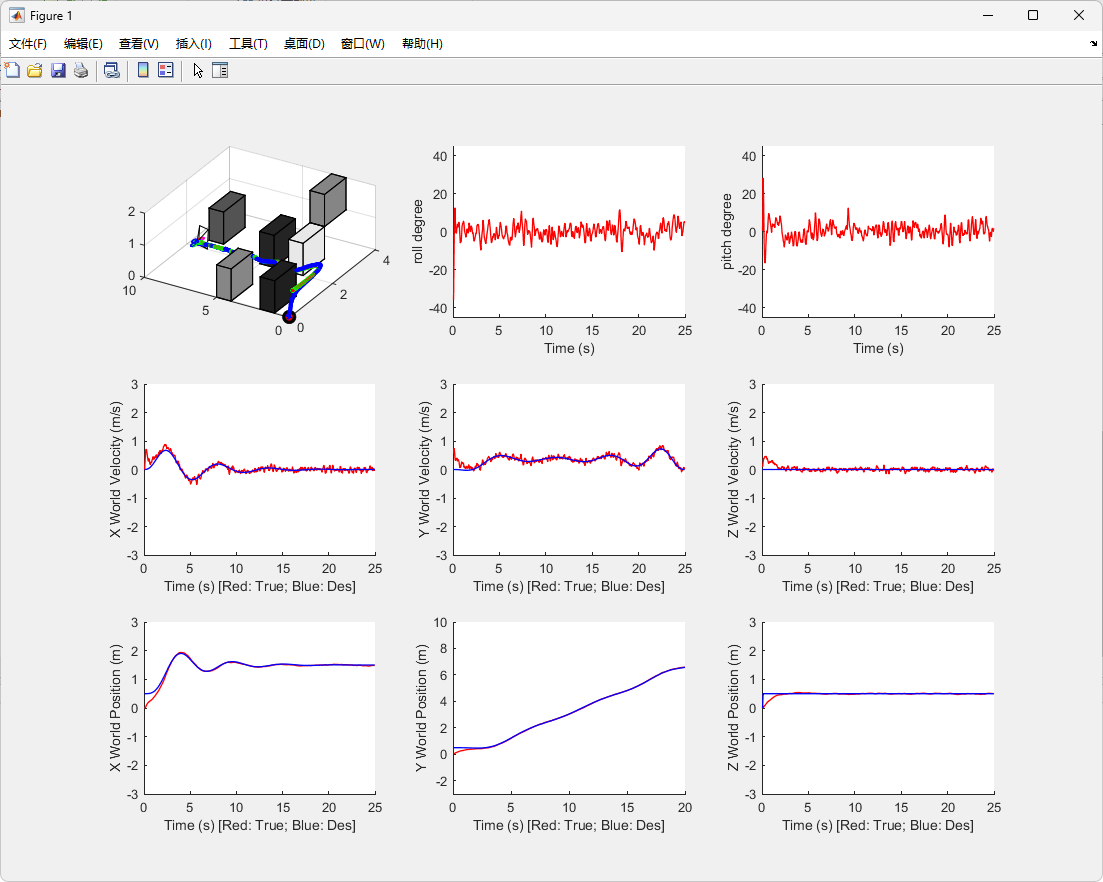 Figure 1
文件(F) 编辑(E) 查看(V) 插入(I) 工具(T) 桌面(D) 窗口(W) 帮助(H)
2
1
0
10
5
0
0
2
4
roll degree
40
20
0
-20
-40
0 5 10 15 20 25
Time (s)
pitch degree
40
20
0
-20
-40
0 5 10 15 20 25
Time (s)
X World Velocity (m/s)
3
2
1
0
-1
-2
-3
0 5 10 15 20 25
Time (s) [Red: True; Blue: Des]
Y World Velocity (m/s)
3
2
1
0
-1
-2
-3
0 5 10 15 20 25
Time (s) [Red: True; Blue: Des]
Z World Velocity (m/s)
3
2
1
0
-1
-2
-3
0 5 10 15 20 25
Time (s) [Red: True; Blue: Des]
X World Position (m)
3
2
1
0
-1
-2
-3
0 5 10 15 20 25
Time (s) [Red: True; Blue: Des]
Y World Position (m)
10
8
6
4
2
0
-2
0 5 10 15 20
Time (s) [Red: True; Blue: Des]
Z World Position (m)
3
2
1
0
-1
-2
-3
0 5 10 15 20 25
Time (s) [Red: True; Blue: Des]